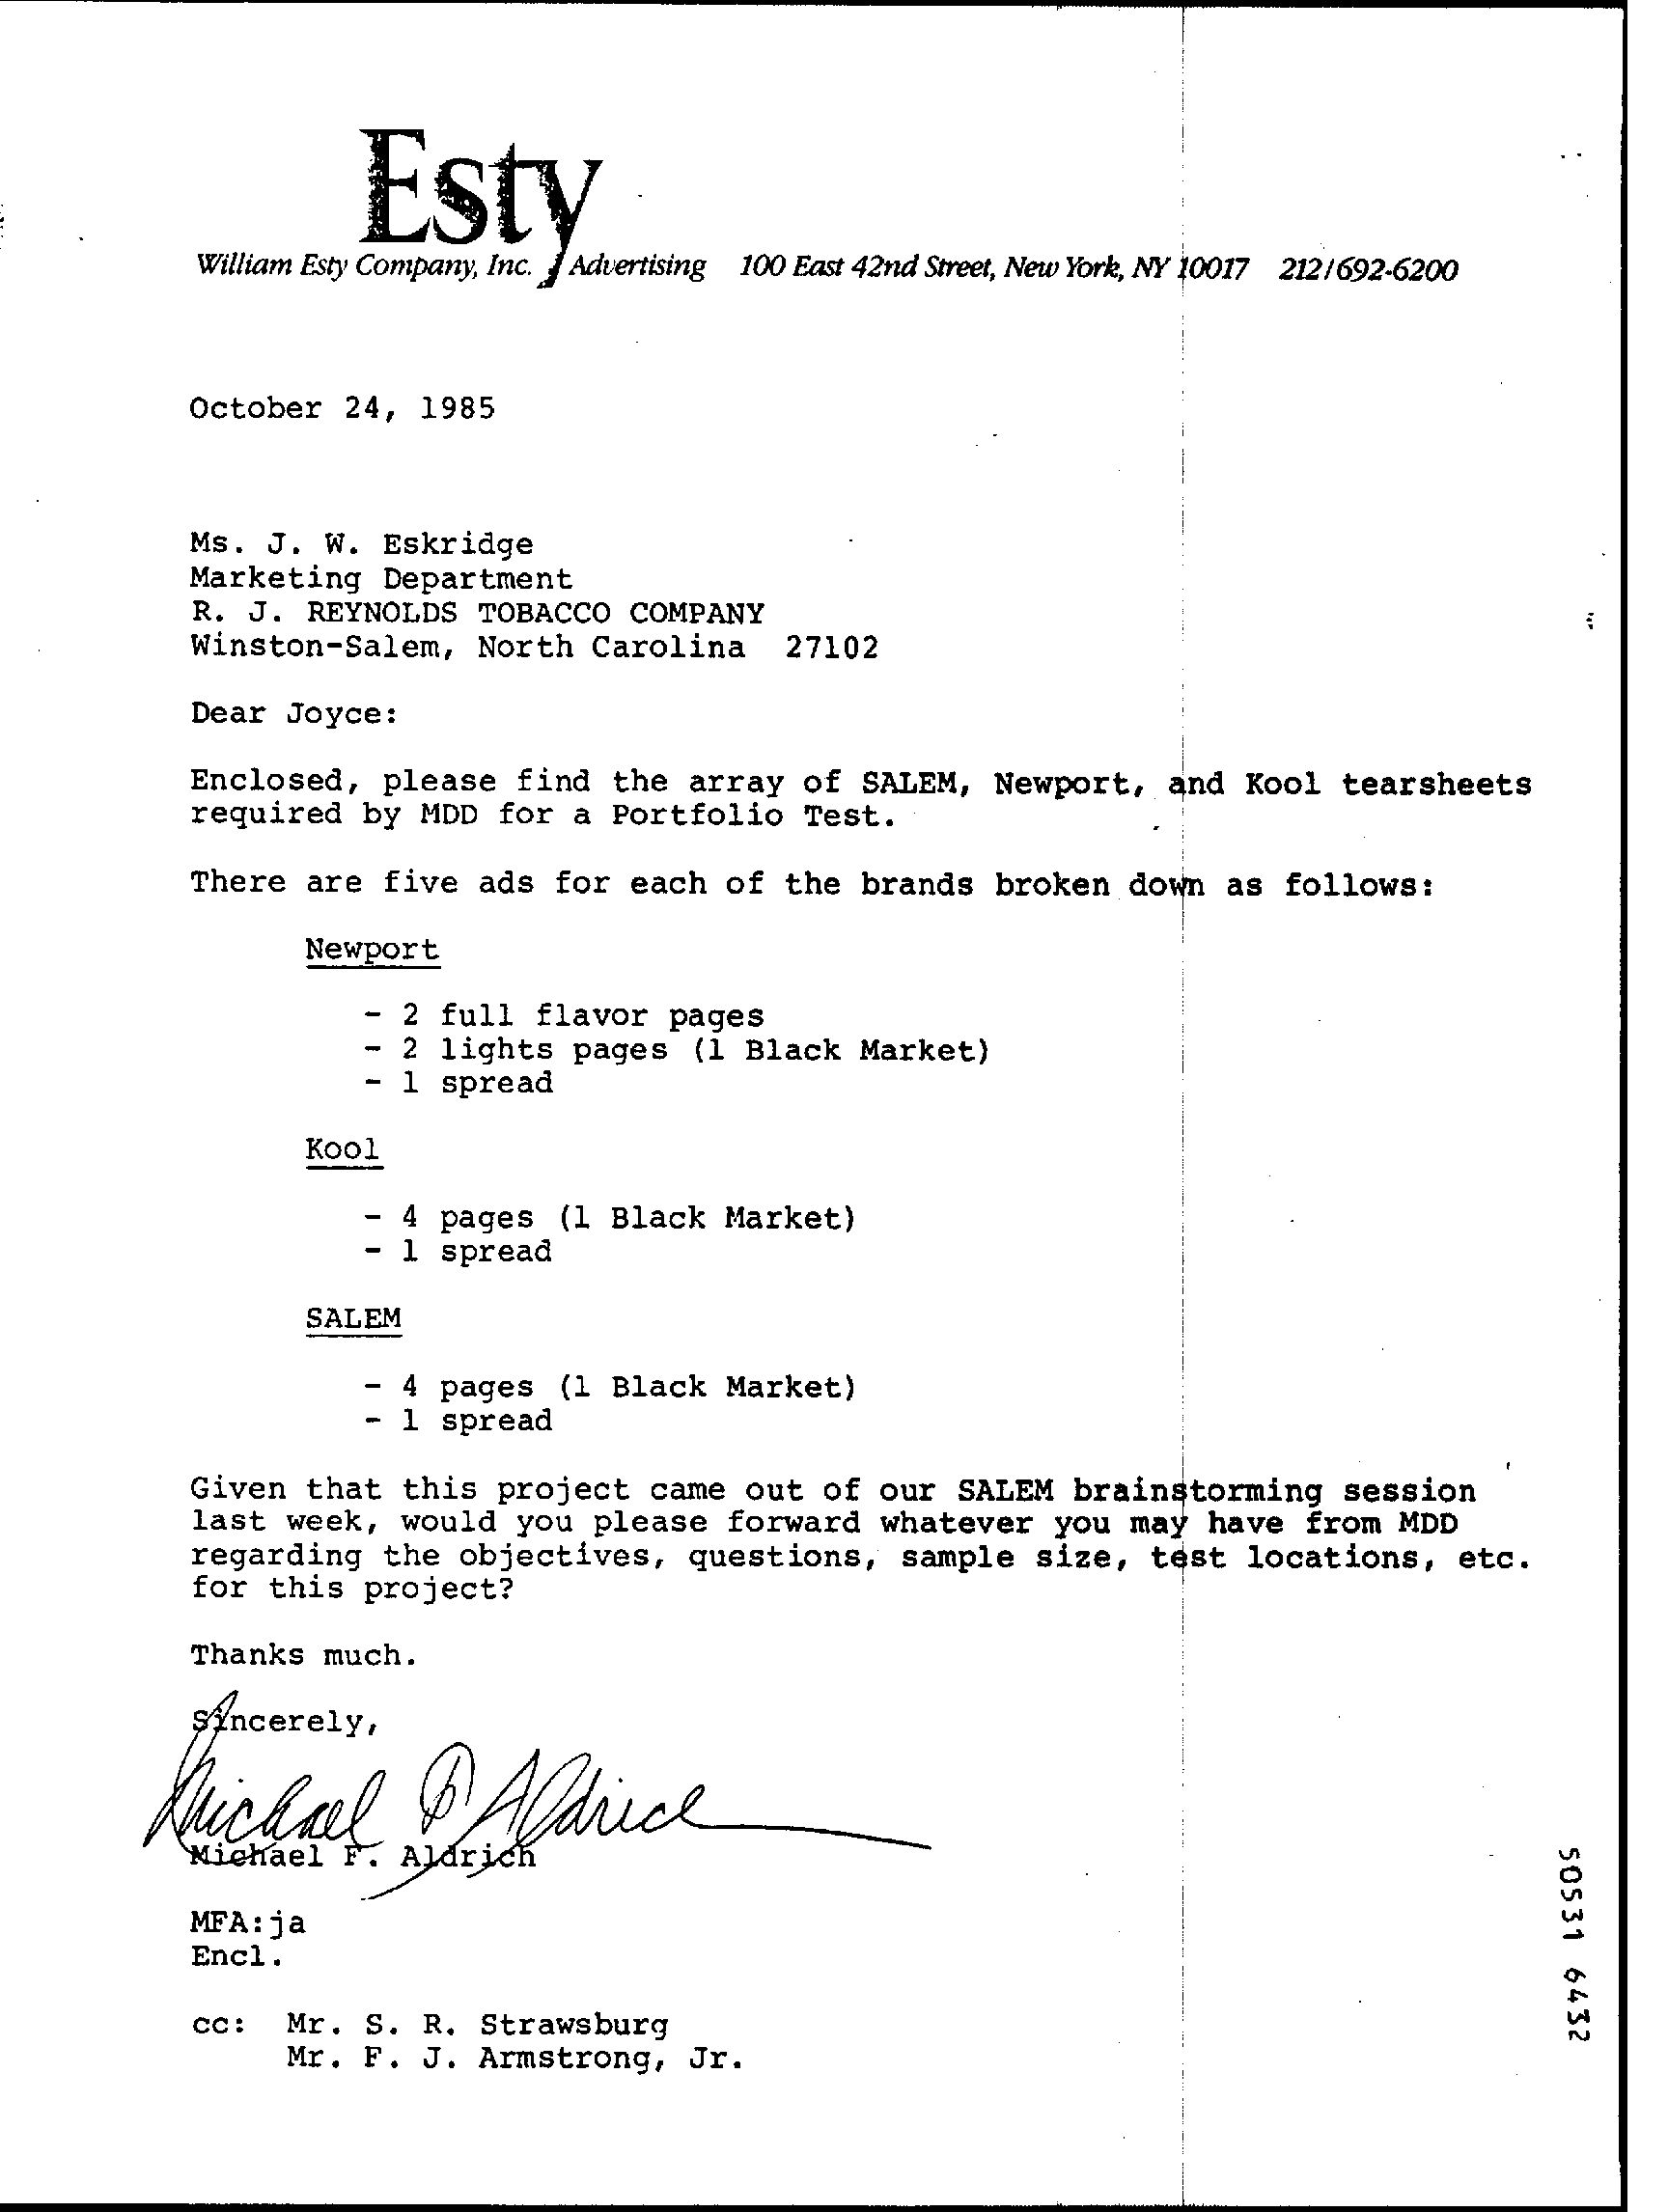 Esty
William Esty Company, Inc. Advertising 100 East 42nd Street, New York, NY 10017 212/692-6200
October 24, 1985
Ms. J. W. Eskridge
Marketing Department
R. J. REYNOLDS TOBACCO COMPANY
Winston-Salem, North Carolina 27102
Dear Joyce:
Enclosed, please find the array of SALEM, Newport, and Kool tearsheets
required by MDD for a Portfolio Test.
There are five ads for each of the brands broken down as follows:
Newport
- 2 full flavor pages
- 2 lights pages (1 Black Market)
- 1 spread
Kool
- 4 pages (1 Black Market)
- 1 spread
SALEM
- 4 pages (1 Black Market)
- 1 spread
Given that this project came out of our SALEM brainstorming session
last week, would you please forward whatever you may have from MDD
regarding the objectives, questions, sample size, test locations, etc.
for this project?
Thanks much.
Sincerely,
Michael F Aldrich
Michael F. Aldrich
MFA:ja
Encl.
cc: Mr. S. R. Strawsburg
Mr. F. J. Armstrong, Jr.
50531 6432